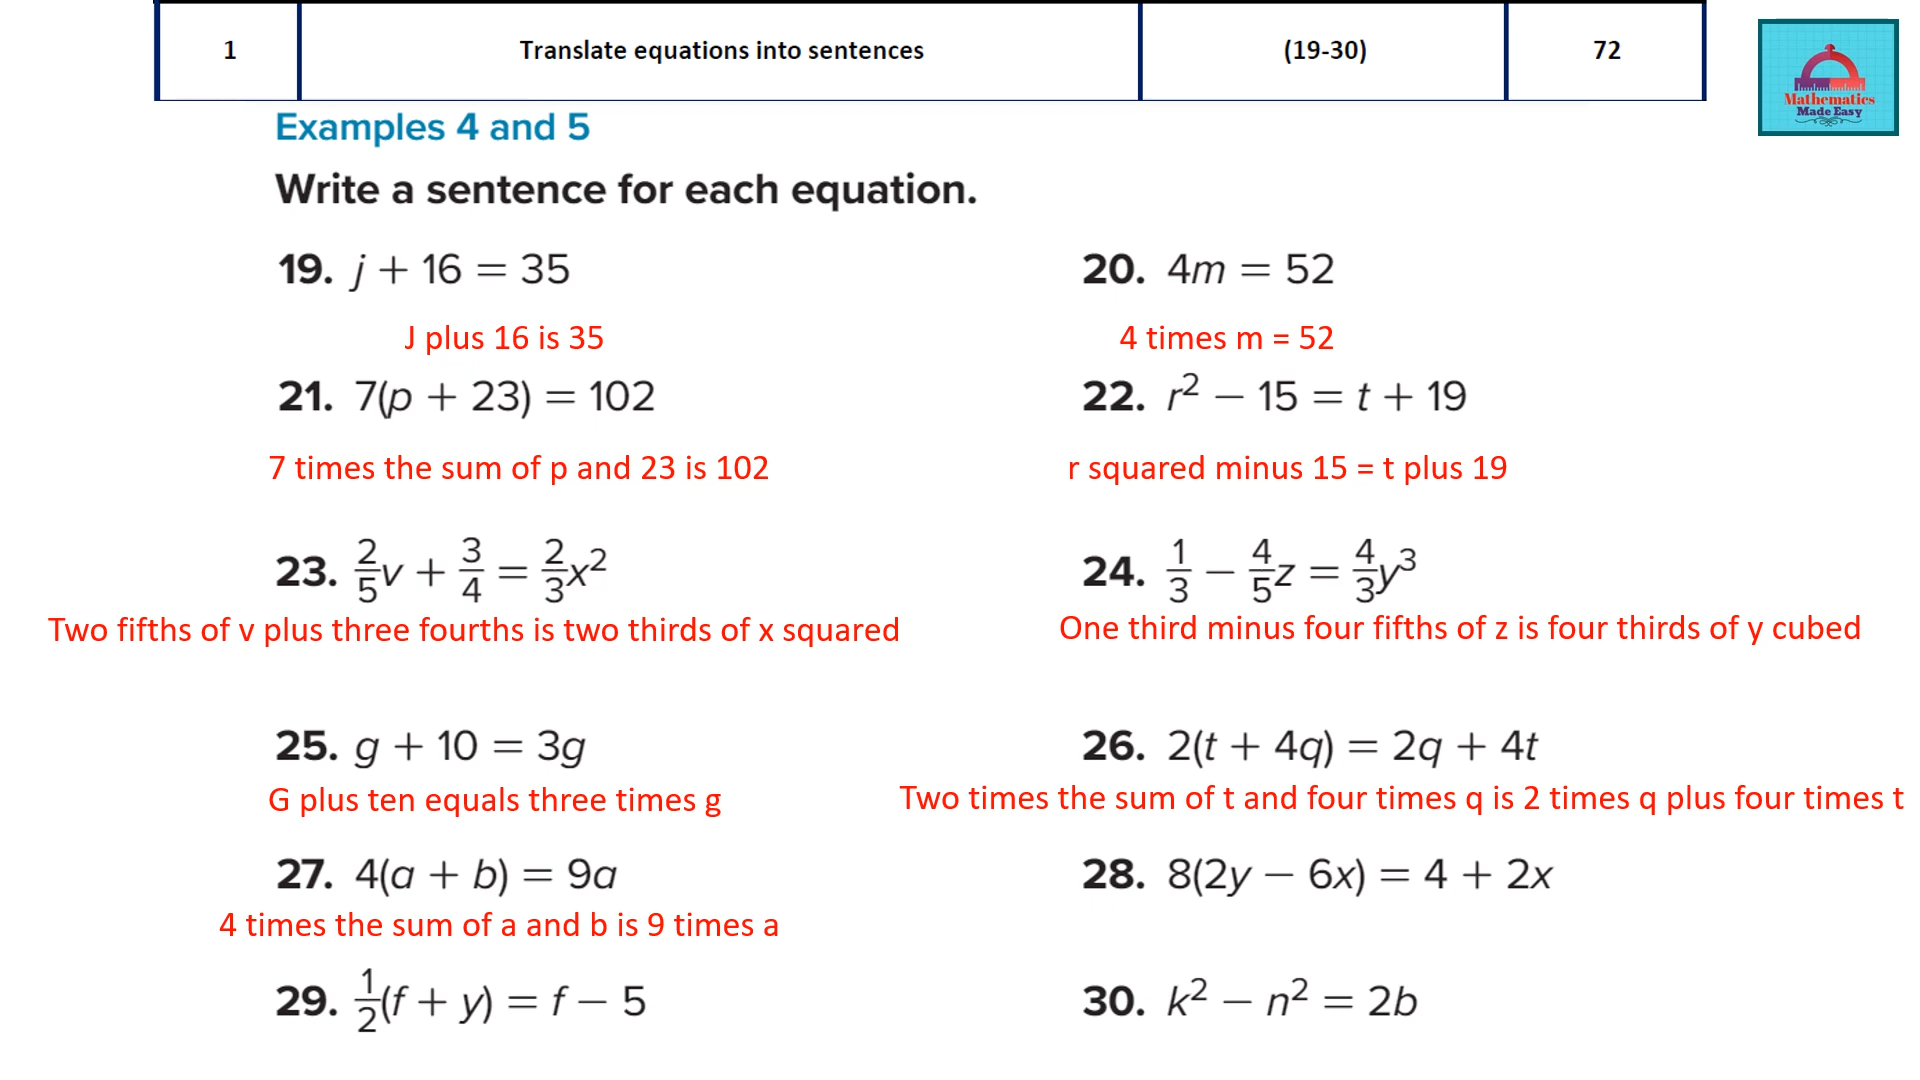 1 Translate equations into sentences (19-30) 72
Mathematics
Made Easy
Examples 4 and 5
Write a sentence for each equation.
19. j + 16 = 35
20. 4m = 52
J plus 16 is 35
4 times m = 52
21. 7(p + 23) = 102
22. r² – 15 = t + 19
7 times the sum of p and 23 is 102
r squared minus 15 = t plus 19
23. 2/5v + 3/4 = 2/3x²
24. 1/3 – 4/5z = 4/3y³
Two fifths of v plus three fourths is two thirds of x squared
One third minus four fifths of z is four thirds of y cubed
25. g + 10 = 3g
26. 2(t + 4q) = 2q + 4t
G plus ten equals three times g
Two times the sum of t and four times q is 2 times q plus four times t
27. 4(a + b) = 9a
28. 8(2y – 6x) = 4 + 2x
4 times the sum of a and b is 9 times a
29. 1/2(f + y) = f – 5
30. k² – n² = 2b